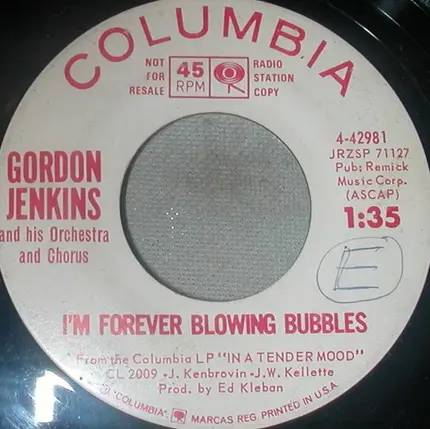 COLUMBIA
NOT
FOR
RESALE
45
RPM
RADIO
STATION
COPY
4-42981
JRZSP 71127
Pub: Remick
Music Corp.
(ASCAP)
1:35
GORDON
JENKINS
and his Orchestra
and Chorus
E
I'M FOREVER BLOWING BUBBLES
From the Columbia LP "IN A TENDER MOOD"
CL 2009 -J. Kenbrovin -J.W. Kellette
Prod. by Ed Kleban
® "COLUMBIA", MARCAS REG. PRINTED IN U.S.A.